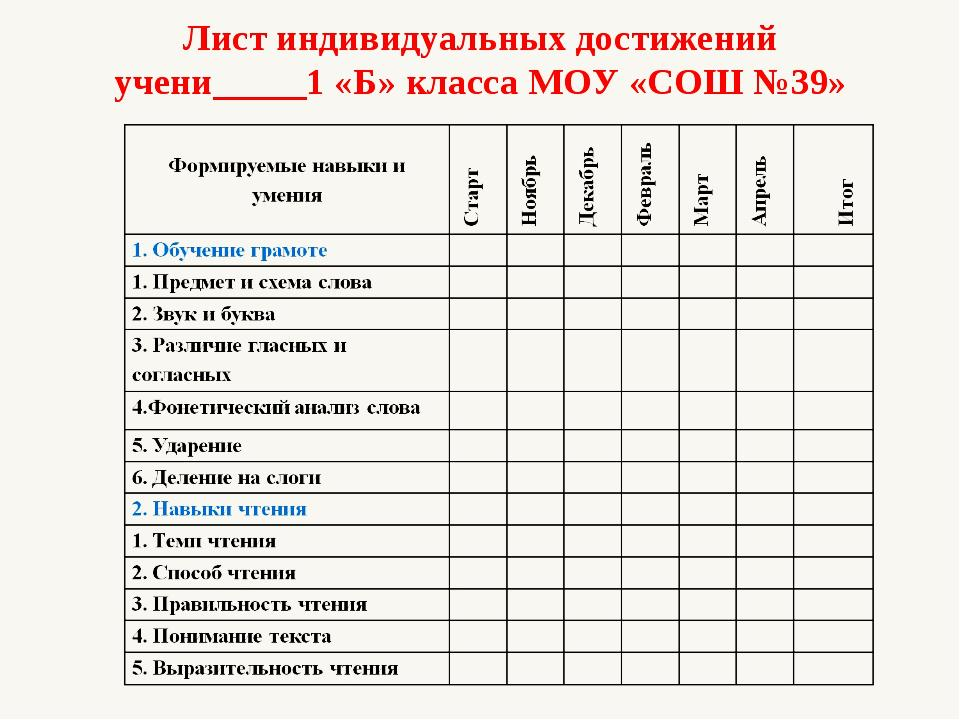 Лист индивидуальных достижений
учени_____1 «Б» класса МОУ «СОШ №39»
Формируемые навыки и
умения
Старт
Ноябрь
Декабрь
Февраль
Март
Апрель
Итог
1. Обучение грамоте
1. Предмет и схема слова
2. Звук и буква
3. Различие гласных и
согласных
4.Фонетический анализ слова
5. Ударение
6. Деление на слоги
2. Навыки чтения
1. Темп чтения
2. Способ чтения
3. Правильность чтения
4. Понимание текста
5. Выразительность чтения